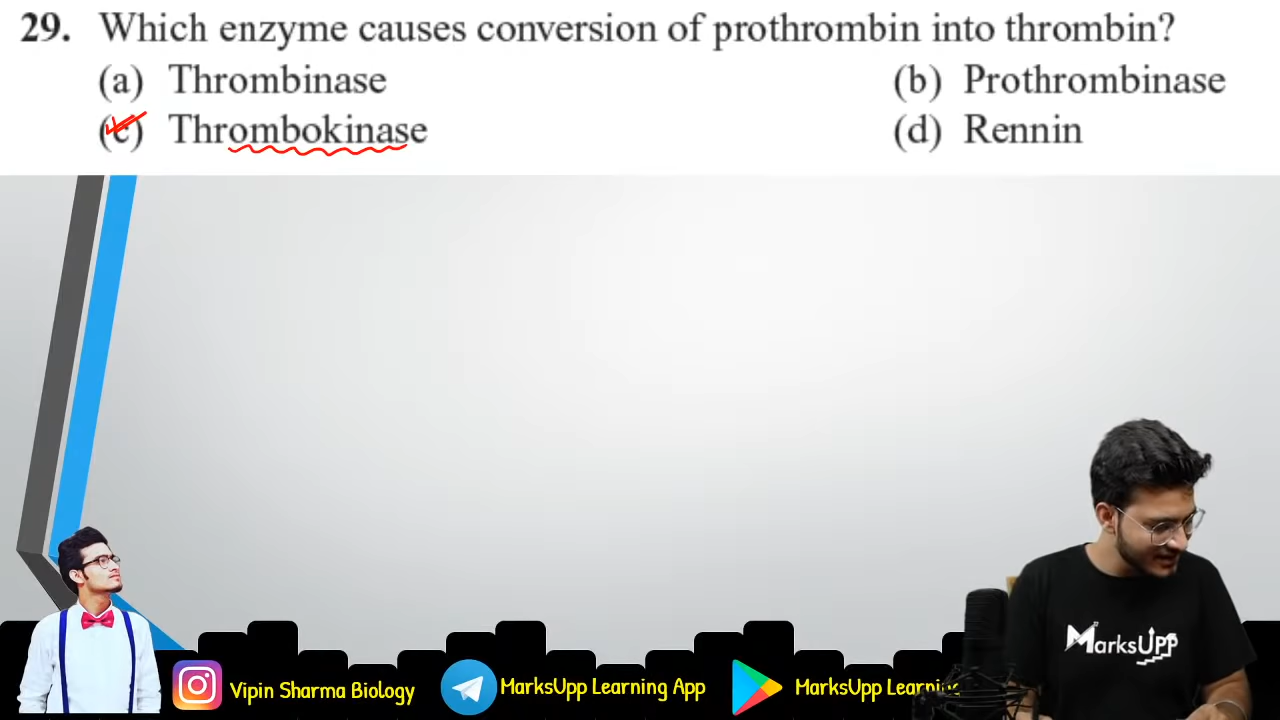 29. Which enzyme causes conversion of prothrombin into thrombin?
(a) Thrombinase (b) Prothrombinase
(c) Thrombokinase (d) Rennin
MarksUpp
Vipin Sharma Biology MarksUpp Learning App MarksUpp Learning